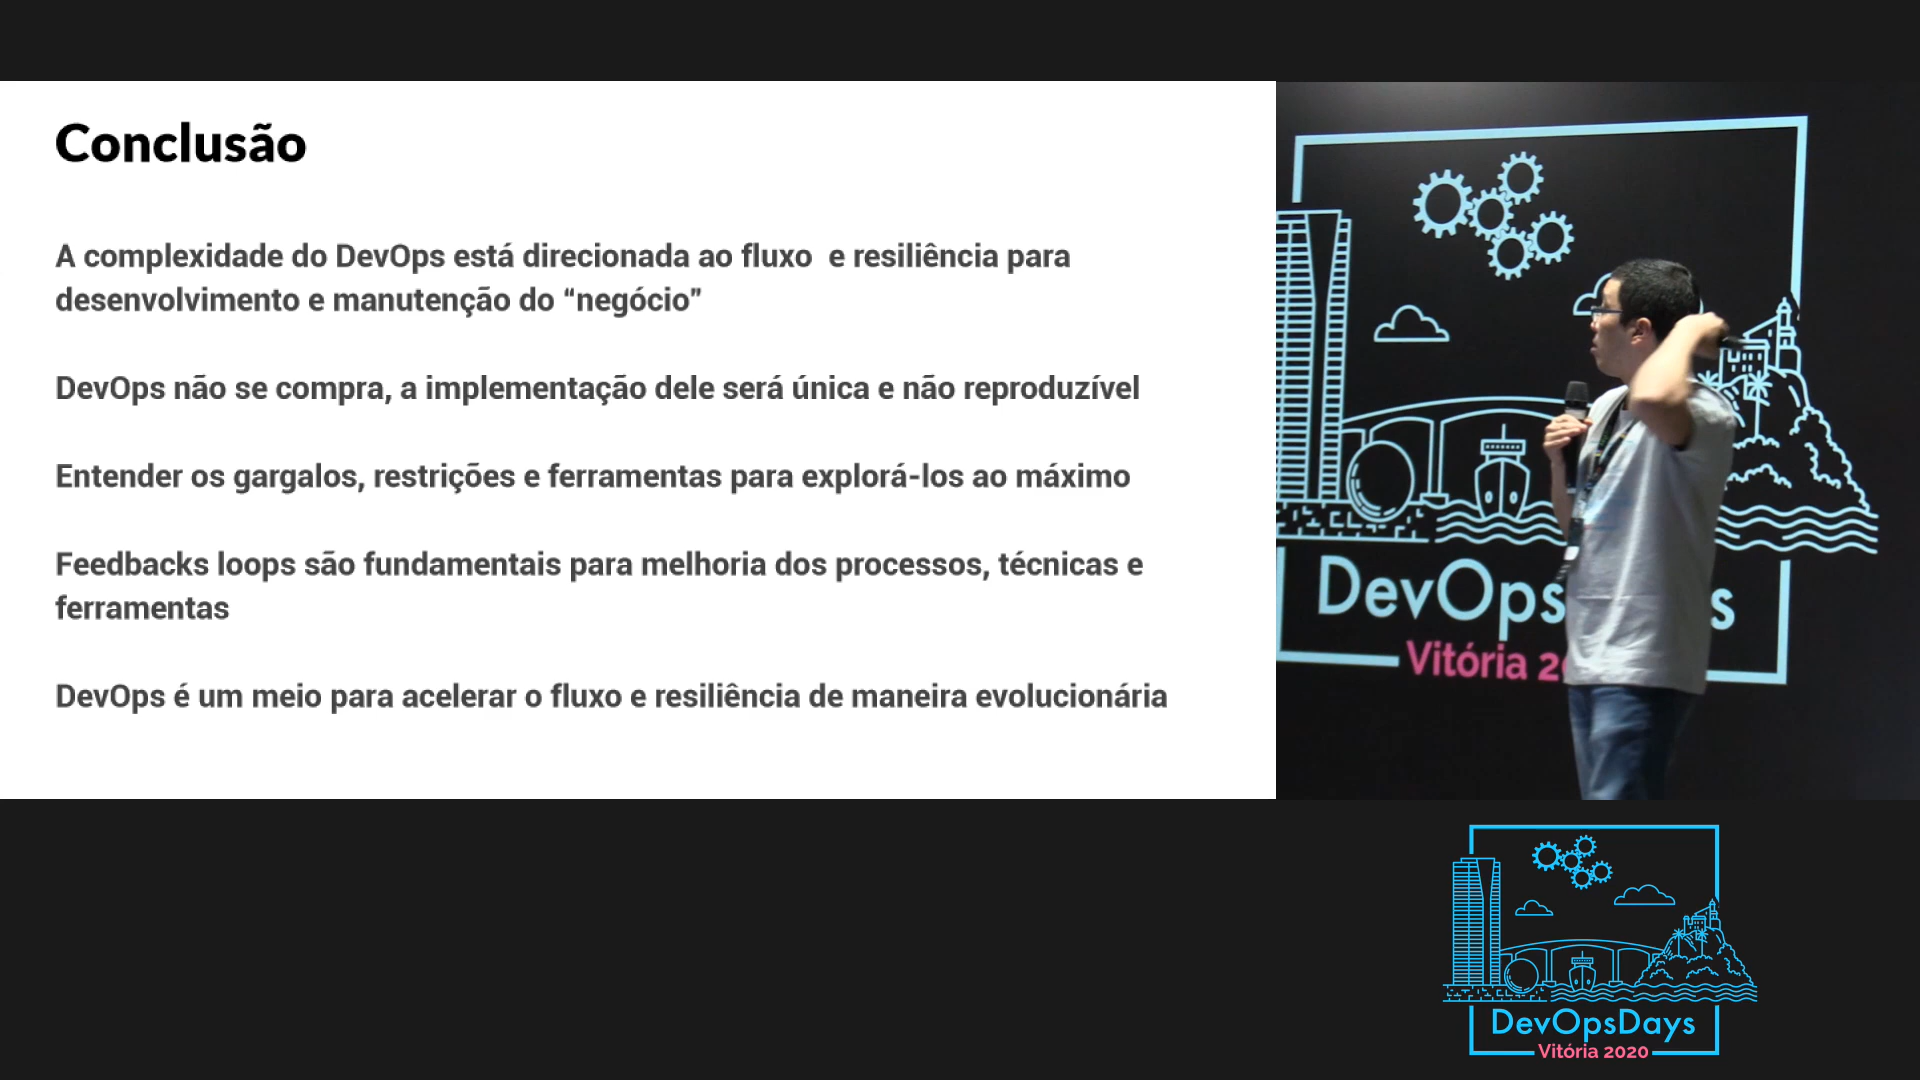 Conclusão
A complexidade do DevOps está direcionada ao fluxo  e resiliência para
desenvolvimento e manutenção do “negócio”
DevOps não se compra, a implementação dele será única e não reproduzível
Entender os gargalos, restrições e ferramentas para explorá-los ao máximo
Feedbacks loops são fundamentais para melhoria dos processos, técnicas e
ferramentas
DevOps é um meio para acelerar o fluxo e resiliência de maneira evolucionária
DevOps
s
Vitória 2
DevOpsDays
Vitória 2020